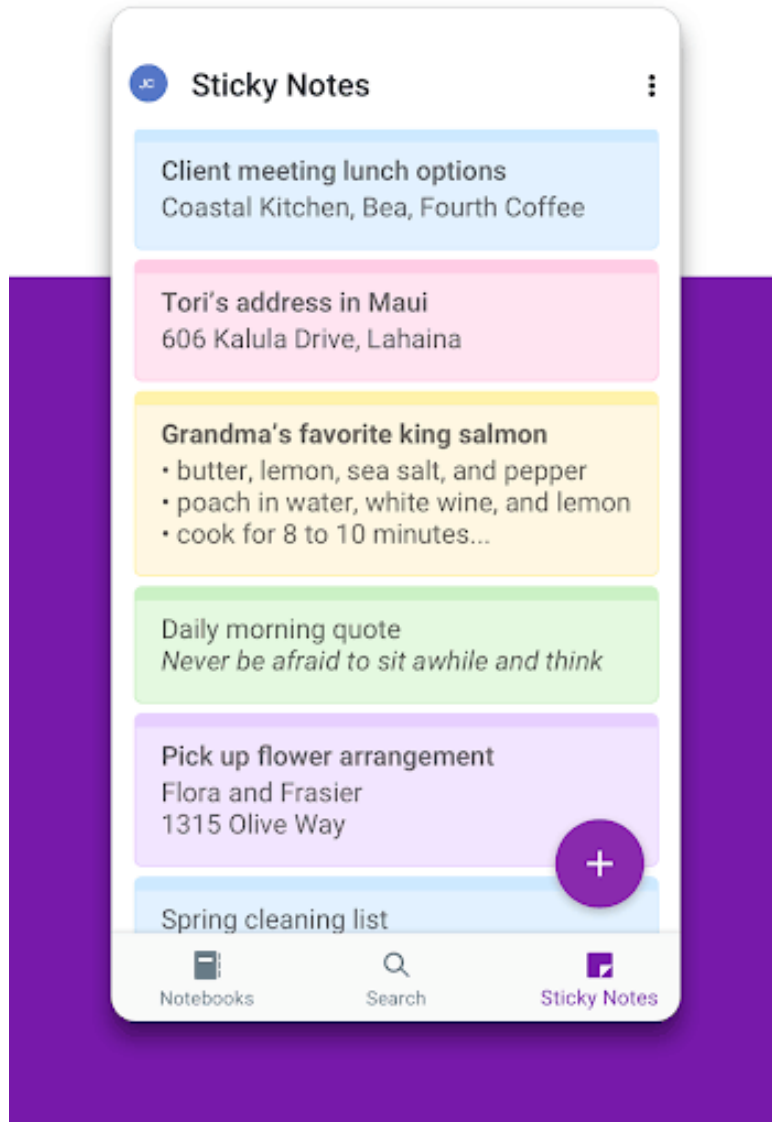 JC
Sticky Notes
Client meeting lunch options
Coastal Kitchen, Bea, Fourth Coffee
Tori's address in Maui
606 Kalula Drive, Lahaina
Grandma's favorite king salmon
• butter, lemon, sea salt, and pepper
• poach in water, white wine, and lemon
• cook for 8 to 10 minutes...
Daily morning quote
Never be afraid to sit awhile and think
Pick up flower arrangement
Flora and Frasier
1315 Olive Way
Spring cleaning list
Notebooks
Search
Sticky Notes